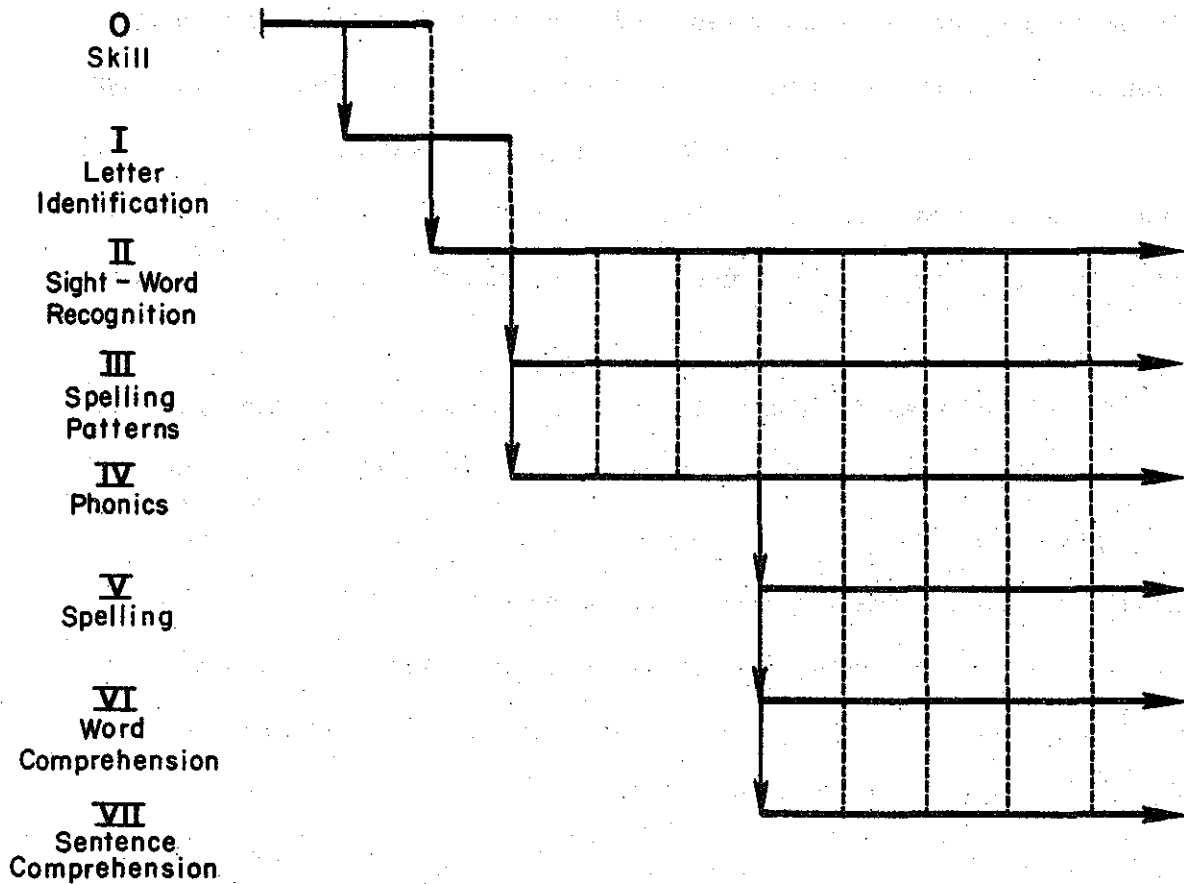 O
Skill
I
Letter
Identification
II
Sight-Word
Recognition
III
Spelling
Patterns
IV
Phonics
V
Spelling
VI
Word
Comprehension
VII
Sentence
Comprehension